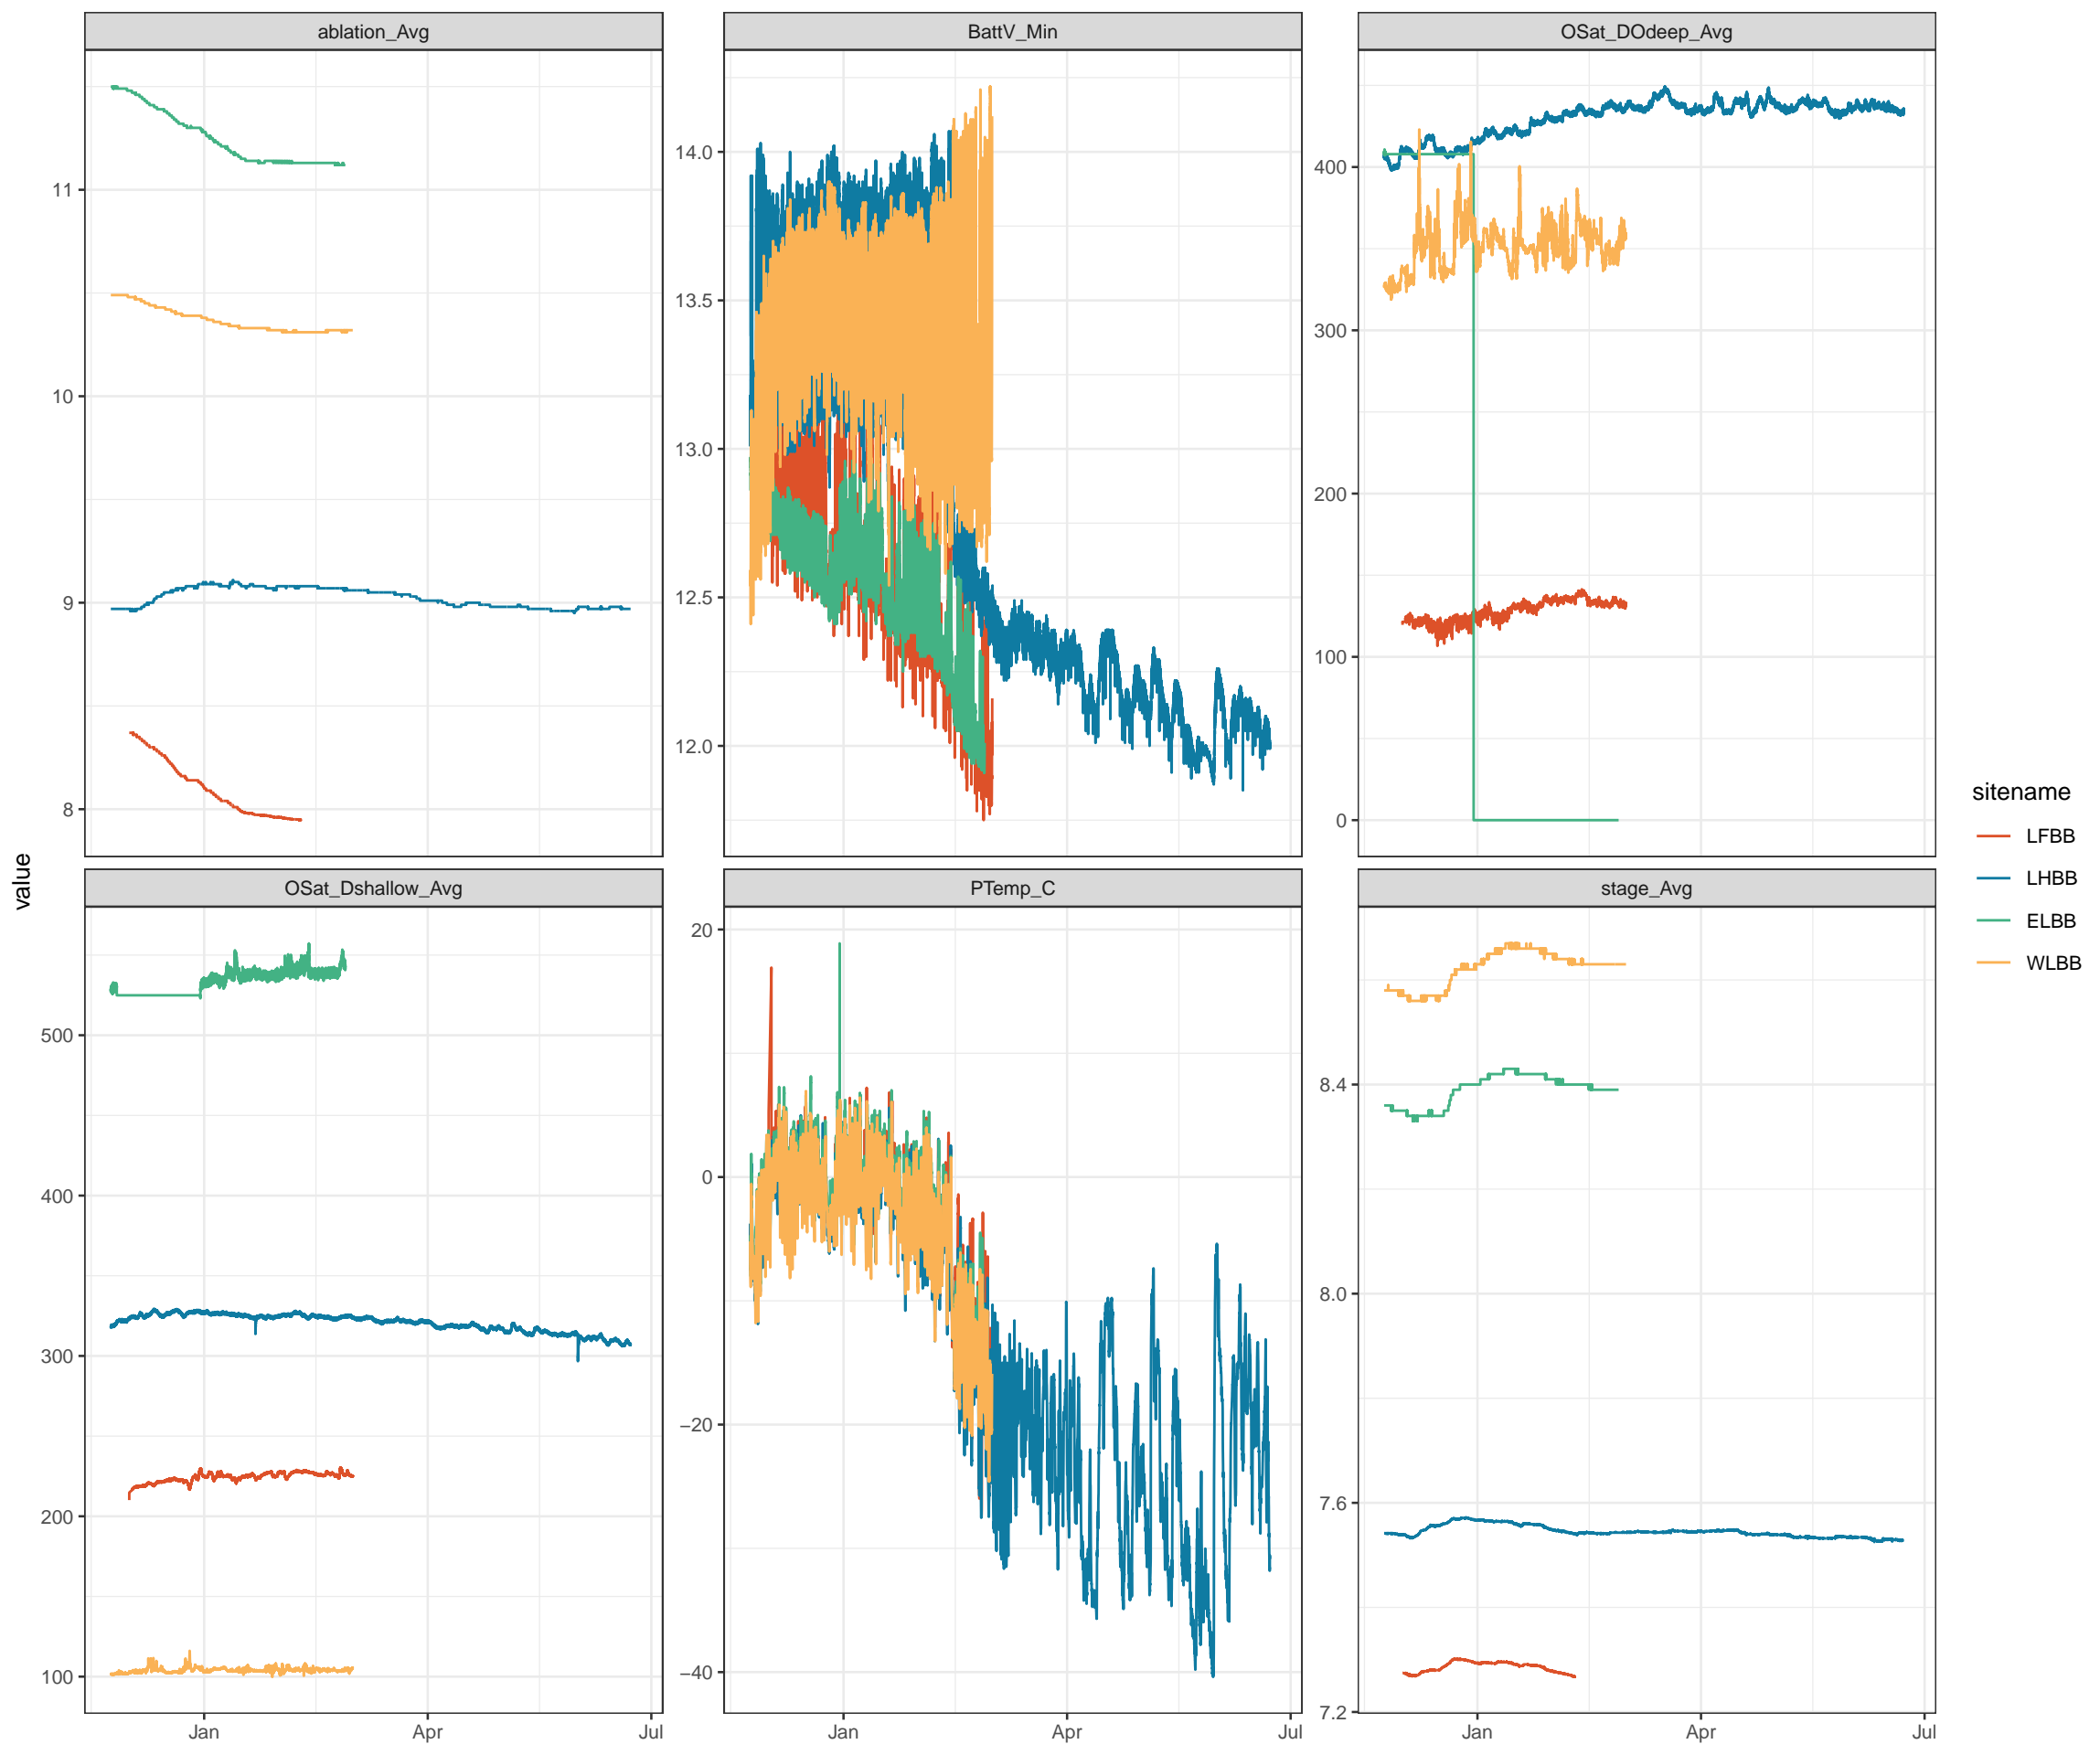 ablation_Avg
BattV_Min
OSat_DOdeep_Avg
11
10
9
8
14.0
13.5
13.0
12.5
12.0
400
300
200
100
0
value
OSat_Dshallow_Avg
PTemp_C
stage_Avg
500
400
300
200
100
20
0
−20
−40
8.4
8.0
7.6
7.2
Jan
Apr
Jul
Jan
Apr
Jul
Jan
Apr
Jul
sitename
LFBB
LHBB
ELBB
WLBB